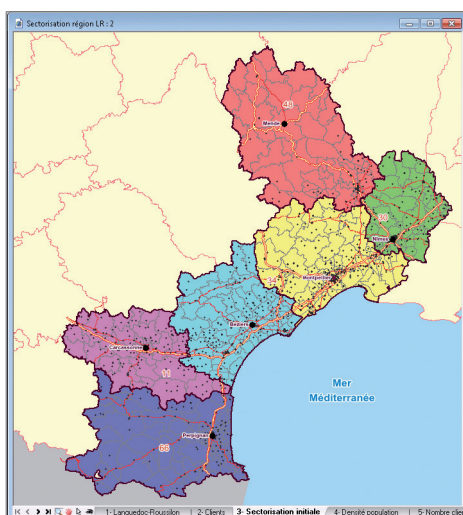 Sectorisation région LR : 2
48
Mende
30
Nîmes
34
Montpellier
Béziers
Carcassonne
11
Mer
Méditerranée
Perpignan
66
1- Languedoc-Roussillon
2- Clients
3- Sectorisation initiale
4- Densité population
5- Nombre clie